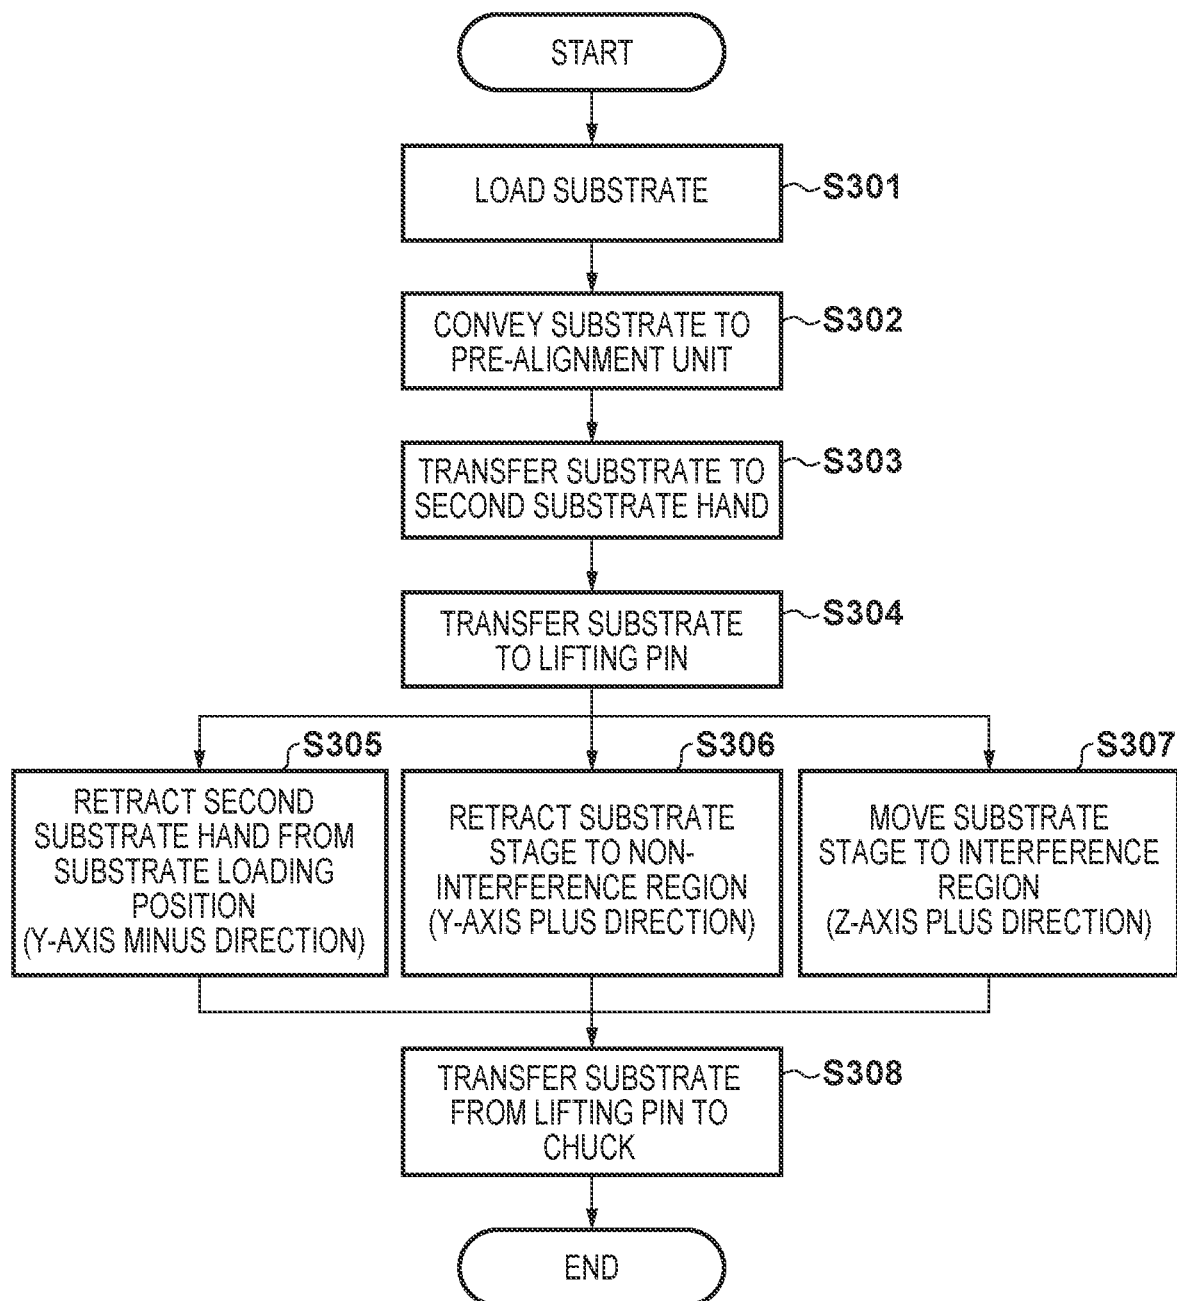 START
LOAD SUBSTRATE
S301
CONVEY SUBSTRATE TO
PRE-ALIGNMENT UNIT
S302
TRANSFER SUBSTRATE TO
SECOND SUBSTRATE HAND
S303
TRANSFER SUBSTRATE
TO LIFTING PIN
S304
S305
RETRACT SECOND
SUBSTRATE HAND FROM
SUBSTRATE LOADING
POSITION
(Y-AXIS MINUS DIRECTION)
S306
RETRACT SUBSTRATE
STAGE TO NON-
INTERFERENCE REGION
(Y-AXIS PLUS DIRECTION)
S307
MOVE SUBSTRATE
STAGE TO INTERFERENCE
REGION
(Z-AXIS PLUS DIRECTION)
TRANSFER SUBSTRATE
FROM LIFTING PIN TO
CHUCK
S308
END